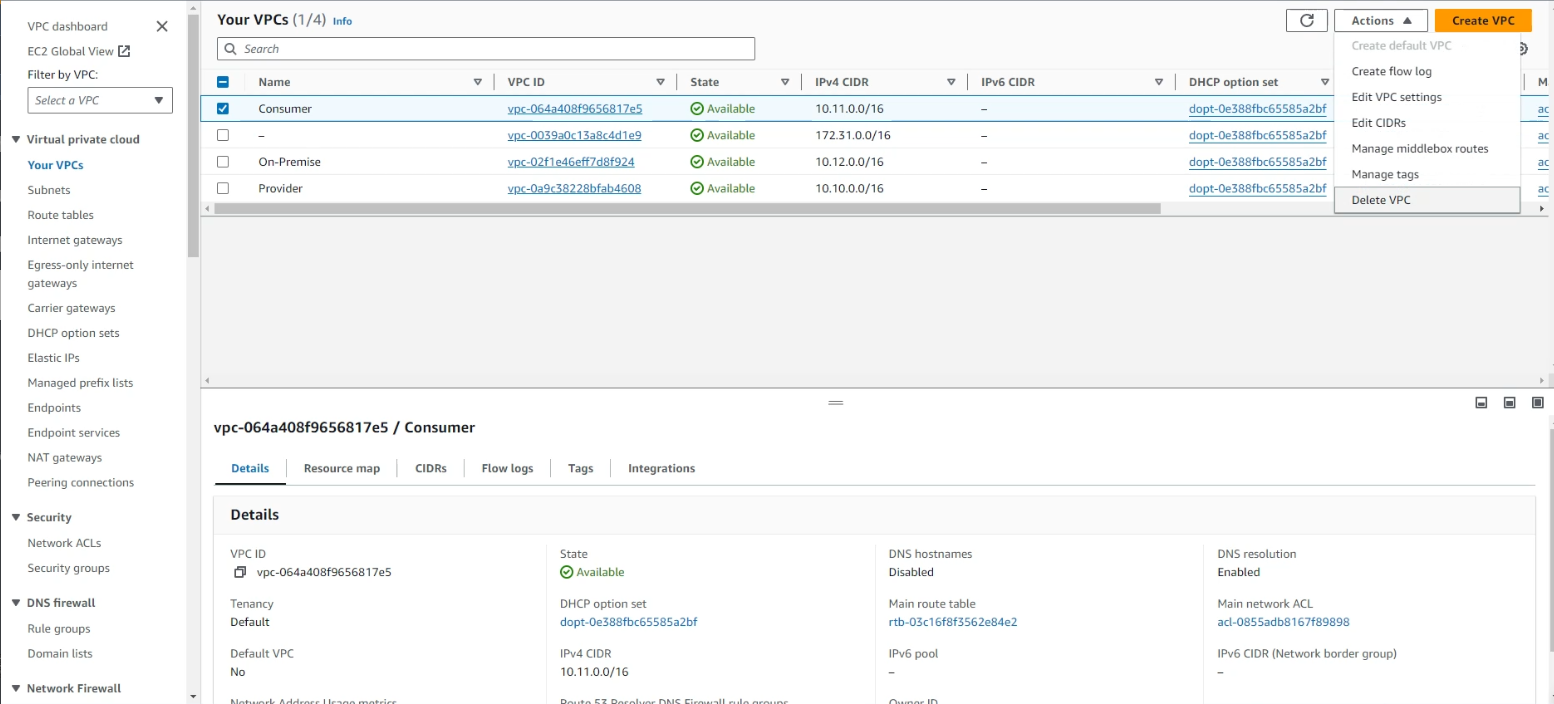 VPC dashboard
EC2 Global View
Filter by VPC:
Select a VPC
Virtual private cloud
Your VPCs
Subnets
Route tables
Internet gateways
Egress-only internet
gateways
Carrier gateways
DHCP option sets
Elastic IPs
Managed prefix lists
Endpoints
Endpoint services
NAT gateways
Peering connections
Security
Network ACLs
Security groups
DNS firewall
Rule groups
Domain lists
Network Firewall
Your VPCs (1/4) Info
Actions
Create VPC
Search
Create default VPC
Create flow log
Edit VPC settings
Edit CIDRs
Manage middlebox routes
Manage tags
Delete VPC
Name VPC ID State IPv4 CIDR IPv6 CIDR DHCP option set M
Consumer vpc-064a408f9656817e5 Available 10.11.0.0/16 – dopt-0e388fbc65585a2bf ac
– vpc-0039a0c13a8c4d1e9 Available 172.31.0.0/16 – dopt-0e388fbc65585a2bf ac
On-Premise vpc-02f1e46eff7d8f924 Available 10.12.0.0/16 – dopt-0e388fbc65585a2bf ac
Provider vpc-0a9c38228bfab4608 Available 10.10.0.0/16 – dopt-0e388fbc65585a2bf ac
vpc-064a408f9656817e5 / Consumer
Details Resource map CIDRs Flow logs Tags Integrations
Details
VPC ID
vpc-064a408f9656817e5
State
Available
DNS hostnames
Disabled
DNS resolution
Enabled
Tenancy
Default
DHCP option set
dopt-0e388fbc65585a2bf
Main route table
rtb-03c16f8f3562e84e2
Main network ACL
acl-0855adb8167f89898
Default VPC
No
IPv4 CIDR
10.11.0.0/16
IPv6 pool
–
IPv6 CIDR (Network border group)
–
Network Address Usage metrics
Route 53 Resolver DNS Firewall rule groups
Owner ID